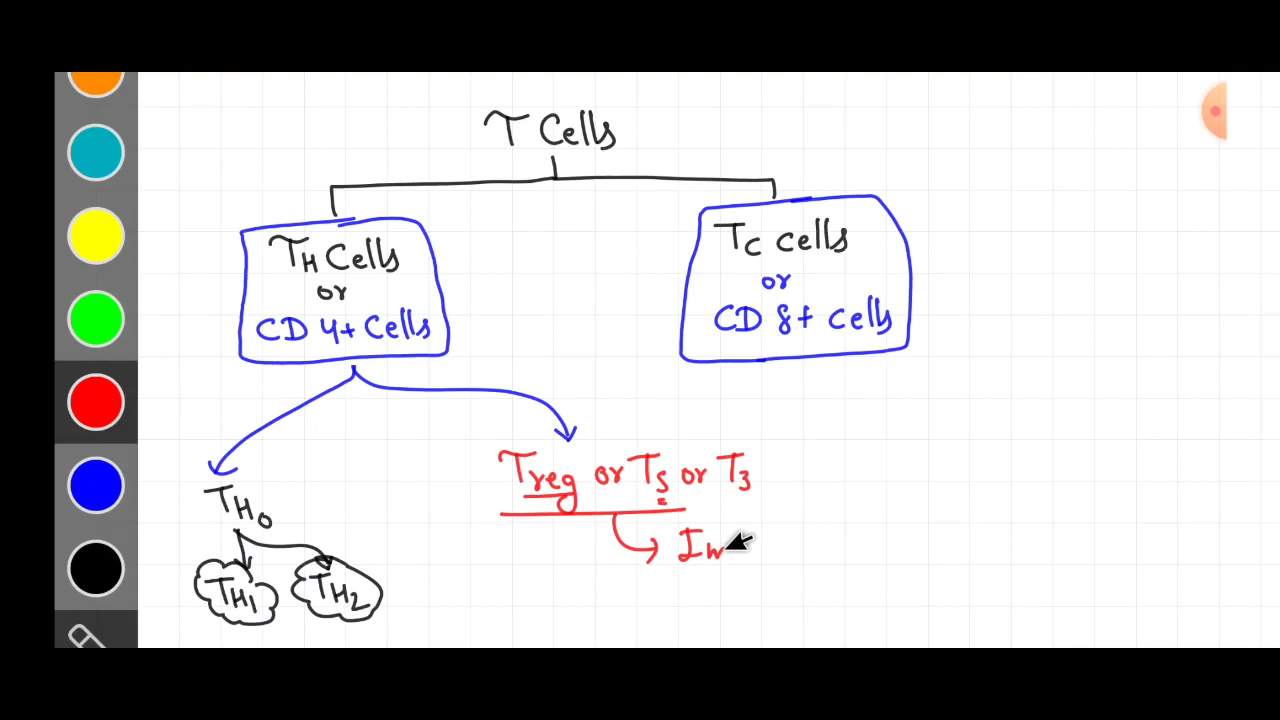 T Cells
TH Cells
or
CD 4+ Cells
TC cells
or
CD 8+ cells
Treg or Ts or T3
TH0
TH1
TH2